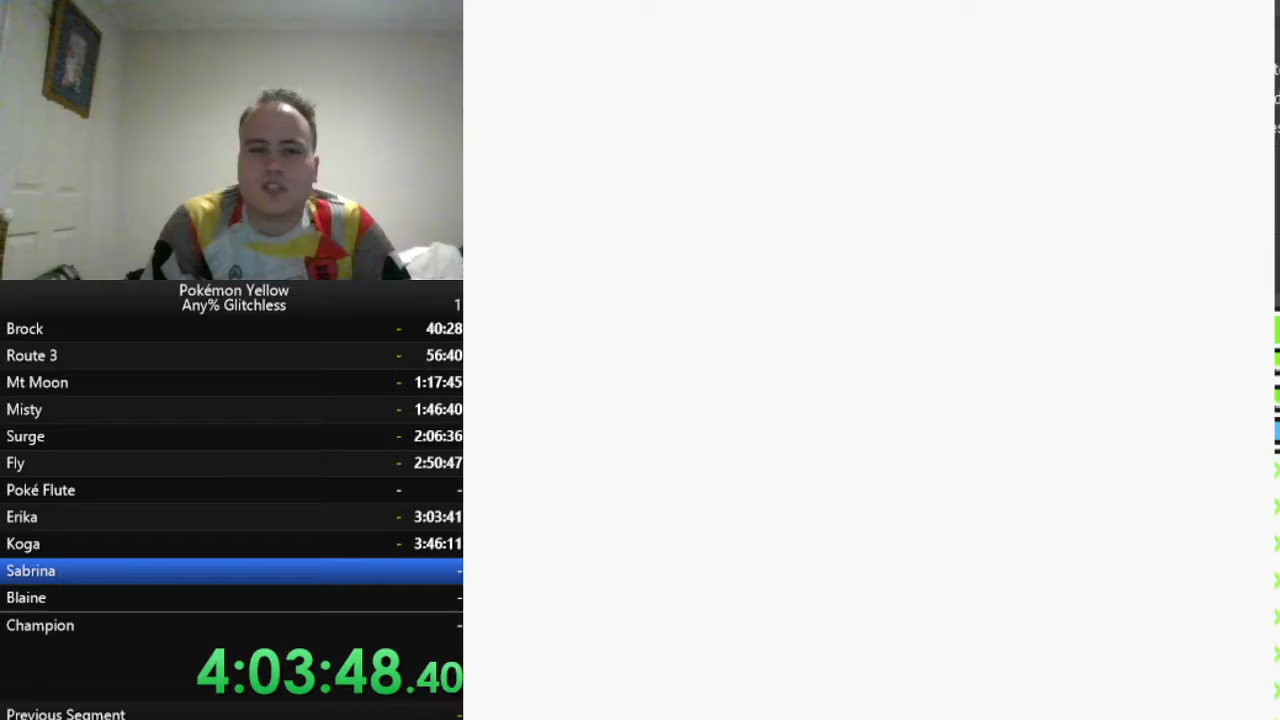 Pokémon Yellow
Any% Glitchless 1
Brock - 40:28
Route 3 - 56:40
Mt Moon - 1:17:45
Misty - 1:46:40
Surge - 2:06:36
Fly - 2:50:47
Poké Flute - -
Erika - 3:03:41
Koga - 3:46:11
Sabrina -
Blaine -
Champion -
4:03:48.40
Previous Segment -